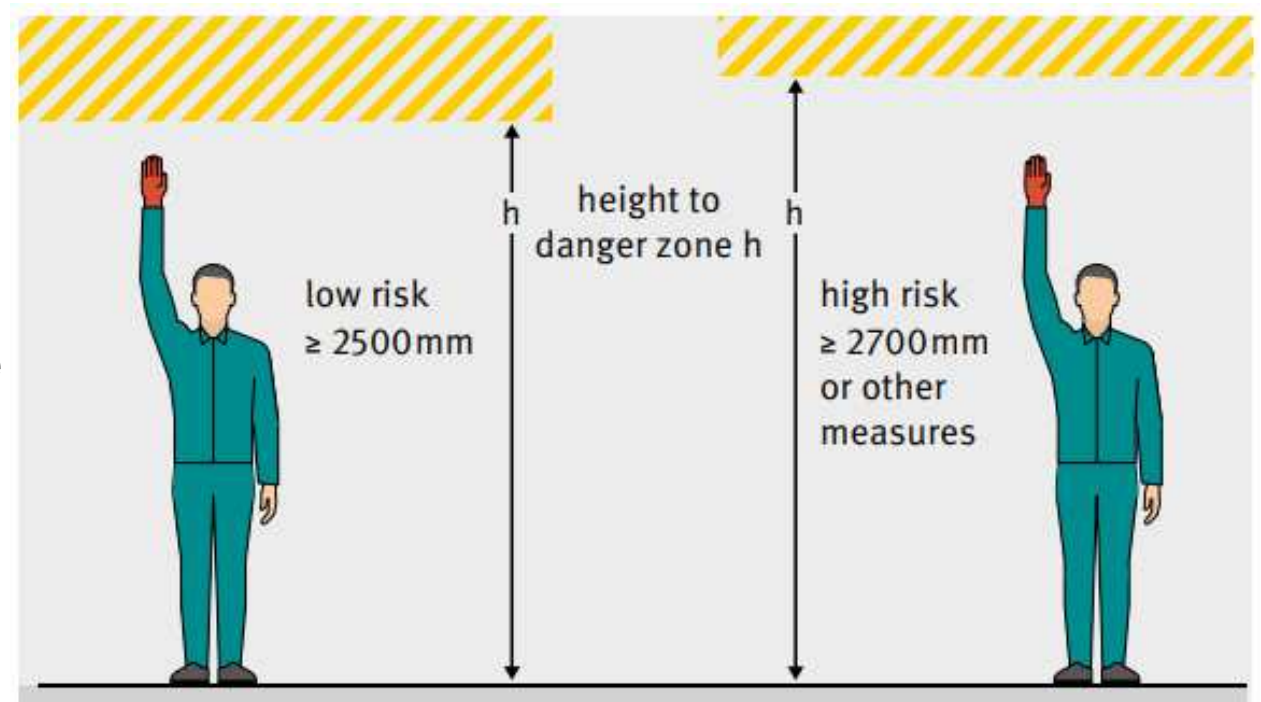 height to
danger zone h
h
h
low risk
≥ 2500mm
high risk
≥ 2700mm
or other
measures